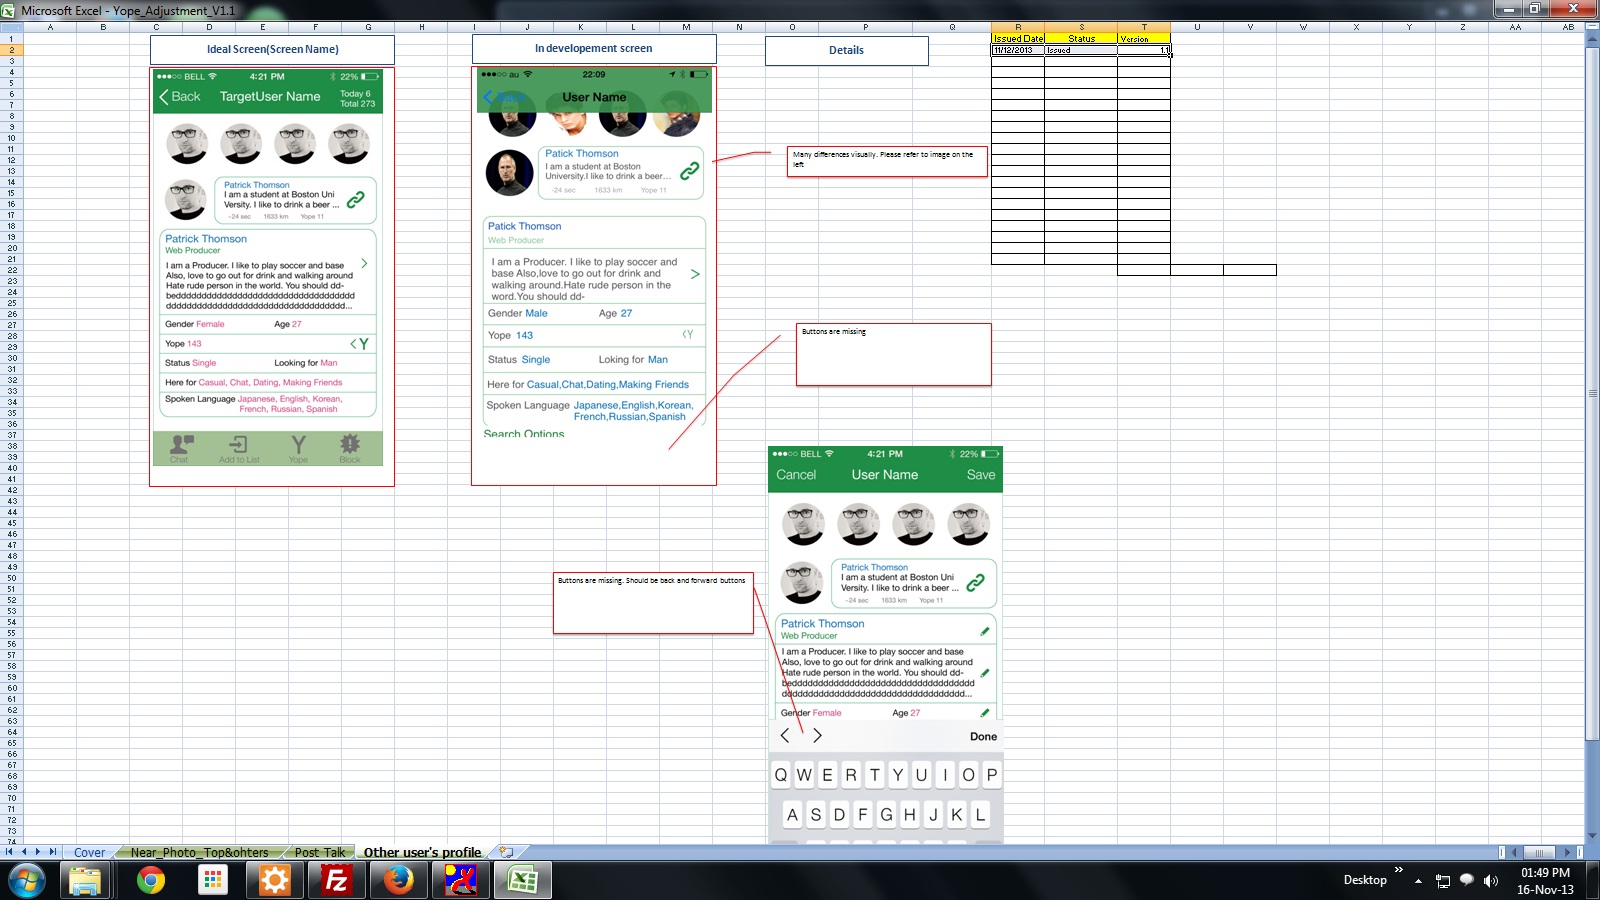 Microsoft Excel - Yope_Adjustment_V1.1
A B C D E F G H I J K L M N O P Q R S T U V W X Y Z AA AB
Ideal Screen(Screen Name)
In developement screen
Details
Issued Date Status Version
11/12/2013 Issued 1.1
BELL 4:21 PM 22%
Back TargetUser Name Today 6
Total 273
Patrick Thomson
I am a student at Boston Uni
Versity. I like to drink a beer ...
~24 sec 1633 km Yope 11
Patrick Thomson
Web Producer
I am a Producer. I like to play soccer and base
Also, love to go out for drink and walking around
Hate rude person in the world. You should dd-
bedddddddddddddddddddddddddddddddddd
ddddddddddddddddddddddddddddddddddd...
Gender Female Age 27
Yope 143 <Y
Status Single Looking for Man
Here for Casual, Chat, Dating, Making Friends
Spoken Language Japanese, English, Korean,
French, Russian, Spanish
Chat Add to List Yope Block
au 22:09
User Name
Patick Thomson
I am a student at Boston
University.I like to drink a beer...
~24 sec 1633 km Yope 11
Patick Thomson
Web Producer
I am a Producer. I like to play soccer and
base Also,love to go out for drink and
walking around.Hate rude person in the
word.You should dd-
Gender Male Age 27
Yope 143 <Y
Status Single Loking for Man
Here for Casual,Chat,Dating,Making Friends
Spoken Language Japanese,English,Korean,
French,Russian,Spanish
Search Options
Many differences visually. Please refer to image on the
left
Buttons are missing
Buttons are missing. Should be back and forward buttons
BELL 4:21 PM 22%
Cancel User Name Save
Patrick Thomson
I am a student at Boston Uni
Versity. I like to drink a beer ...
~24 sec 1633 km Yope 11
Patrick Thomson
Web Producer
I am a Producer. I like to play soccer and base
Also, love to go out for drink and walking around
Hate rude person in the world. You should dd-
bedddddddddddddddddddddddddddddddddd
ddddddddddddddddddddddddddddddddddd...
Gender Female Age 27
Done
Q W E R T Y U I O P
A S D F G H J K L
Cover Near_Photo_Top&ohters Post Talk Other user's profile
Desktop 01:49 PM
16-Nov-13